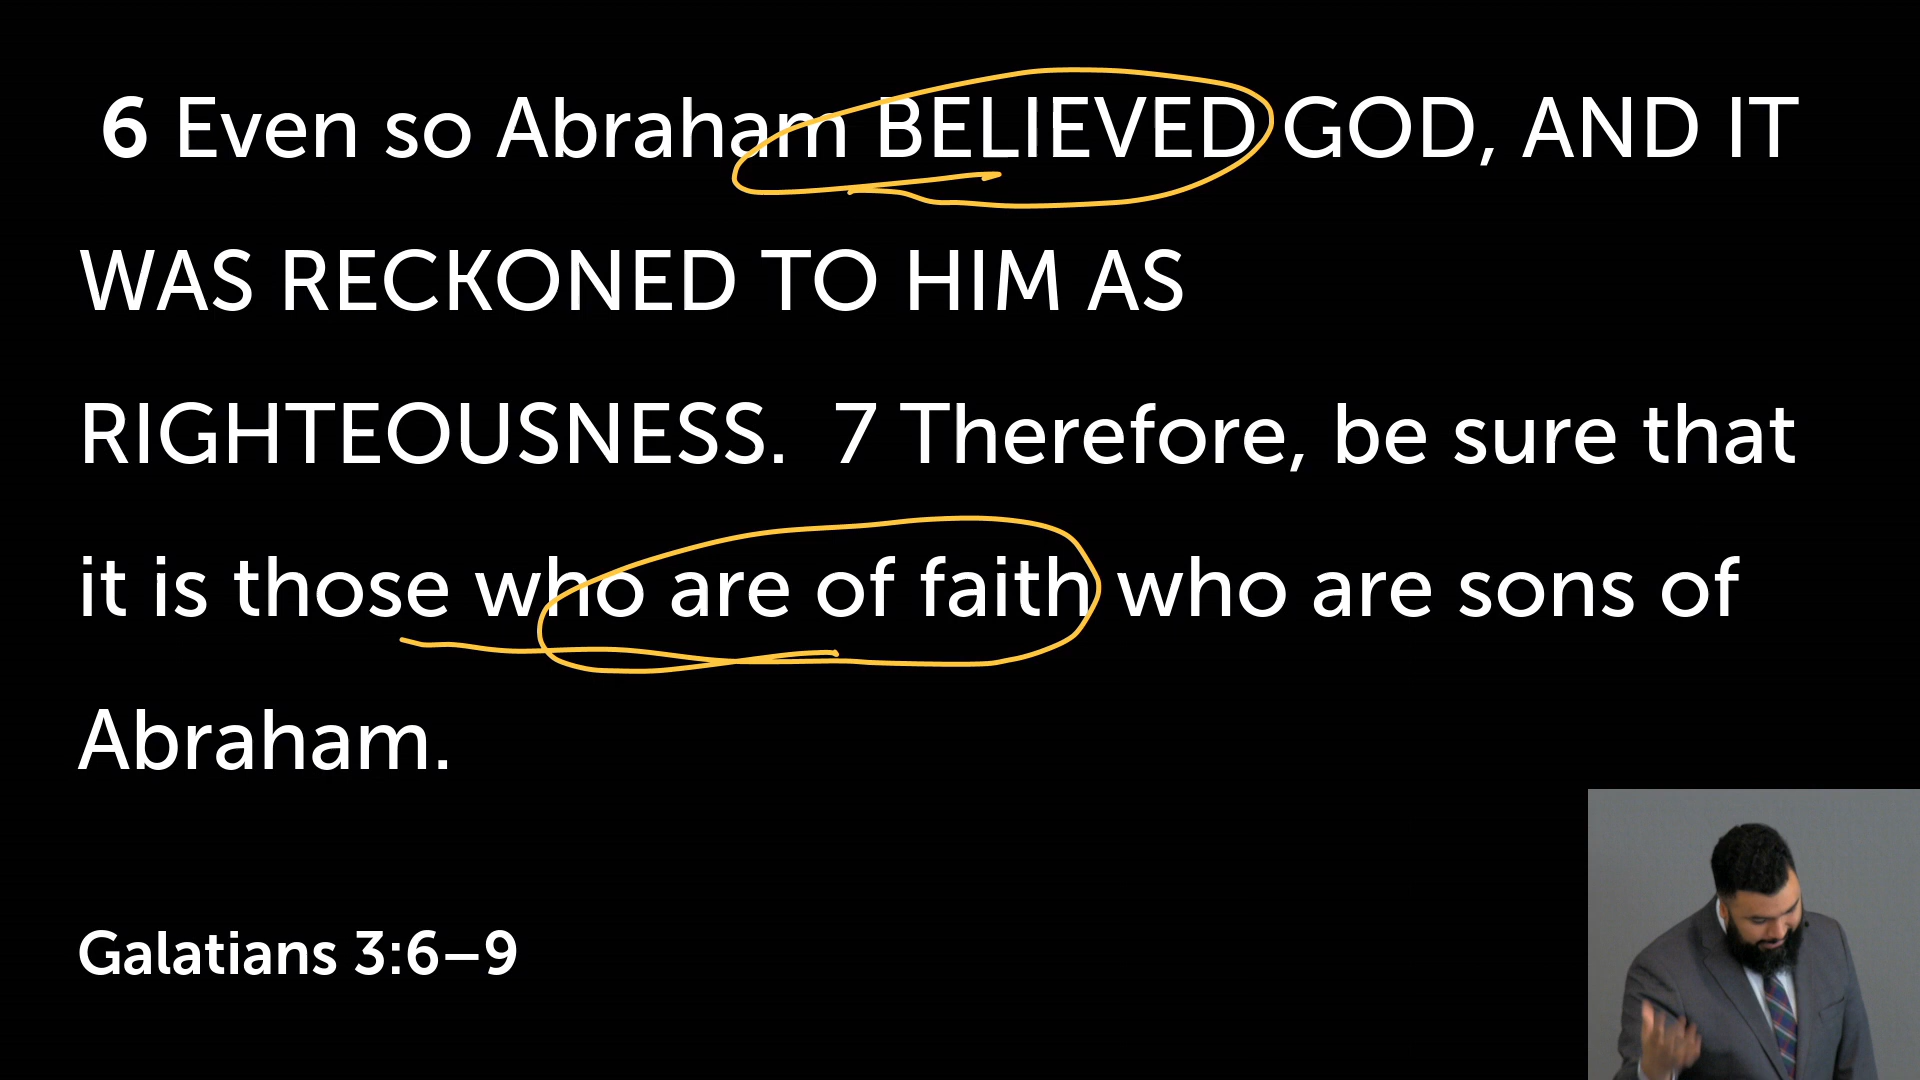 6 Even so Abraham BELIEVED GOD, AND IT
WAS RECKONED TO HIM AS
RIGHTEOUSNESS. 7 Therefore, be sure that
it is those who are of faith who are sons of
Abraham.
Galatians 3:6–9